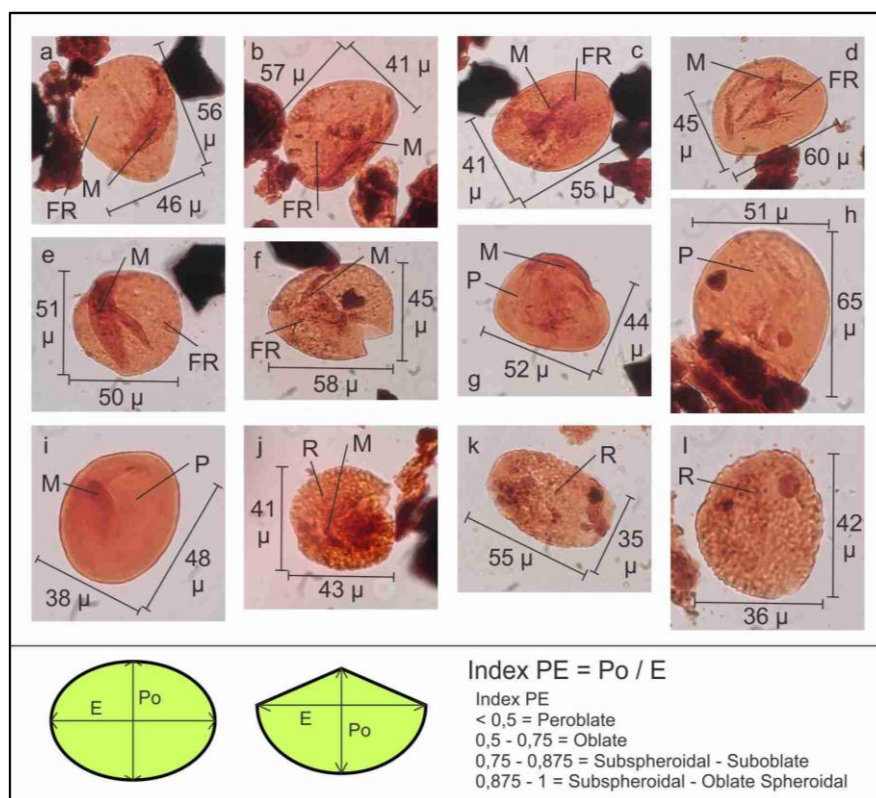 a
56 µ
M
FR
46 µ
b
57 µ
41 µ
M
FR
c
M
FR
41 µ
55 µ
d
M
FR
45 µ
60 µ
e
M
51 µ
FR
50 µ
f
M
45 µ
FR
58 µ
M
P
44 µ
52 µ
g
51 µ
h
P
65 µ
i
M
P
48 µ
38 µ
j
R
M
41 µ
43 µ
k
R
55 µ
35 µ
l
R
42 µ
36 µ
E
Po
E
Po
Index PE = Po / E
Index PE
< 0,5 = Peroblate
0,5 - 0,75 = Oblate
0,75 - 0,875 = Subspheroidal - Suboblate
0,875 - 1 = Subspheroidal - Oblate Spheroidal